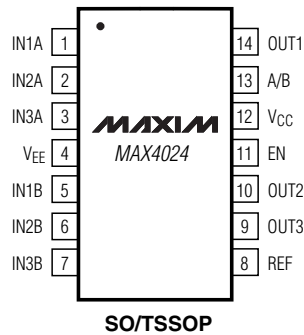 IN1A 1 14 OUT1
IN2A 2 13 A/B
IN3A 3 MAXIM 12 VCC
VEE 4 MAX4024 11 EN
IN1B 5 10 OUT2
IN2B 6 9 OUT3
IN3B 7 8 REF
SO/TSSOP